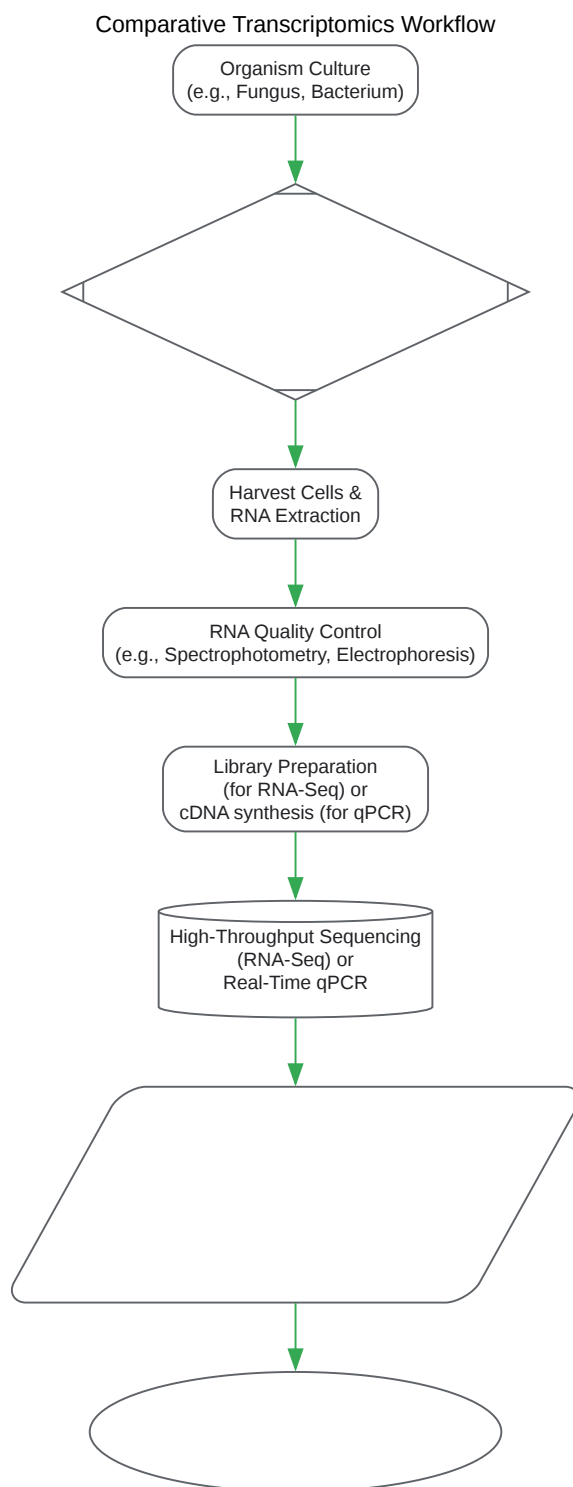 Comparative Transcriptomics Workflow
Organism Culture
(e.g., Fungus, Bacterium)
Harvest Cells &
RNA Extraction
RNA Quality Control
(e.g., Spectrophotometry, Electrophoresis)
Library Preparation
(for RNA-Seq) or
cDNA synthesis (for qPCR)
High-Throughput Sequencing
(RNA-Seq) or
Real-Time qPCR